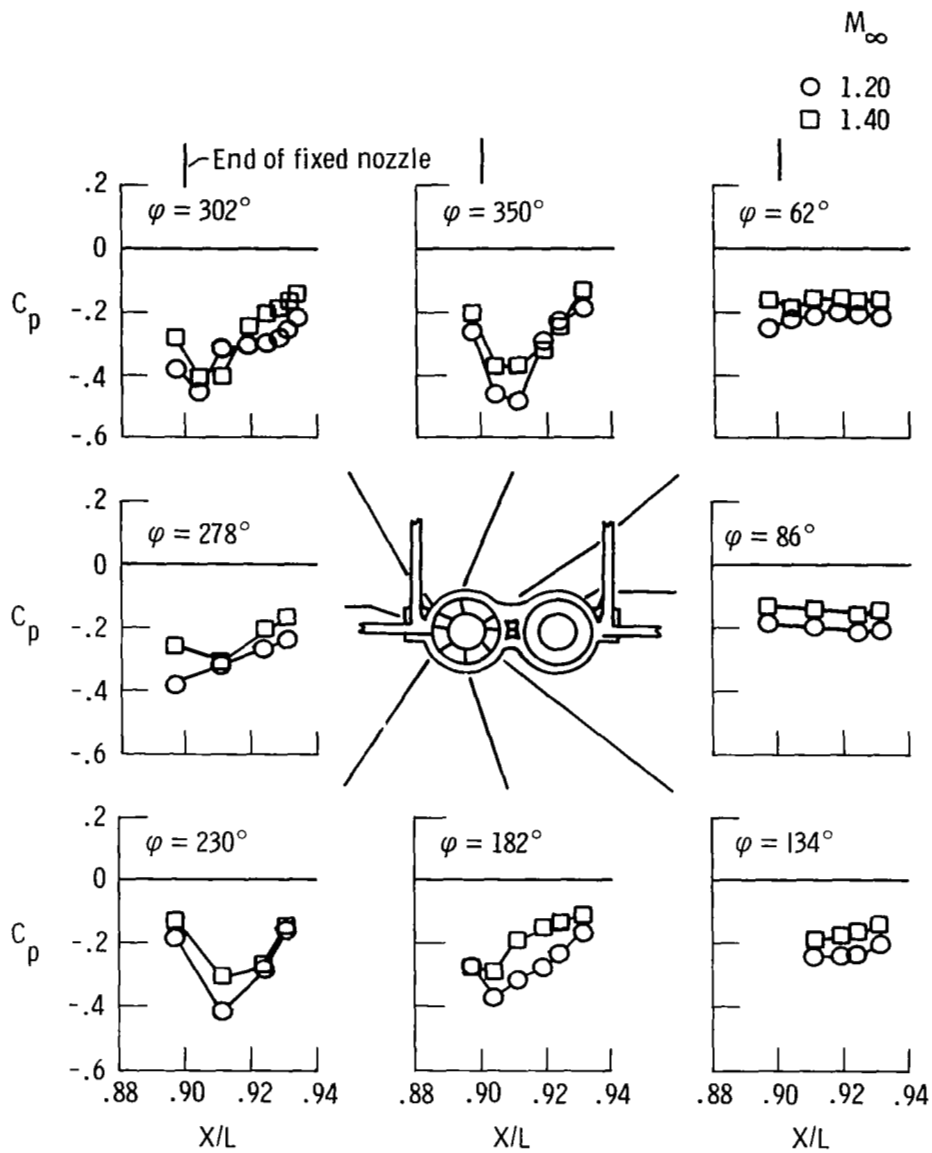 M∞
○ 1.20
□ 1.40
End of fixed nozzle
.2
0
-.2
-.4
-.6
Cp
φ = 302°
φ = 350°
φ = 62°
.2
0
-.2
-.4
-.6
Cp
φ = 278°
φ = 86°
.2
0
-.2
-.4
-.6
Cp
φ = 230°
φ = 182°
φ = 134°
.88 .90 .92 .94
.88 .90 .92 .94
.88 .90 .92 .94
X/L
X/L
X/L